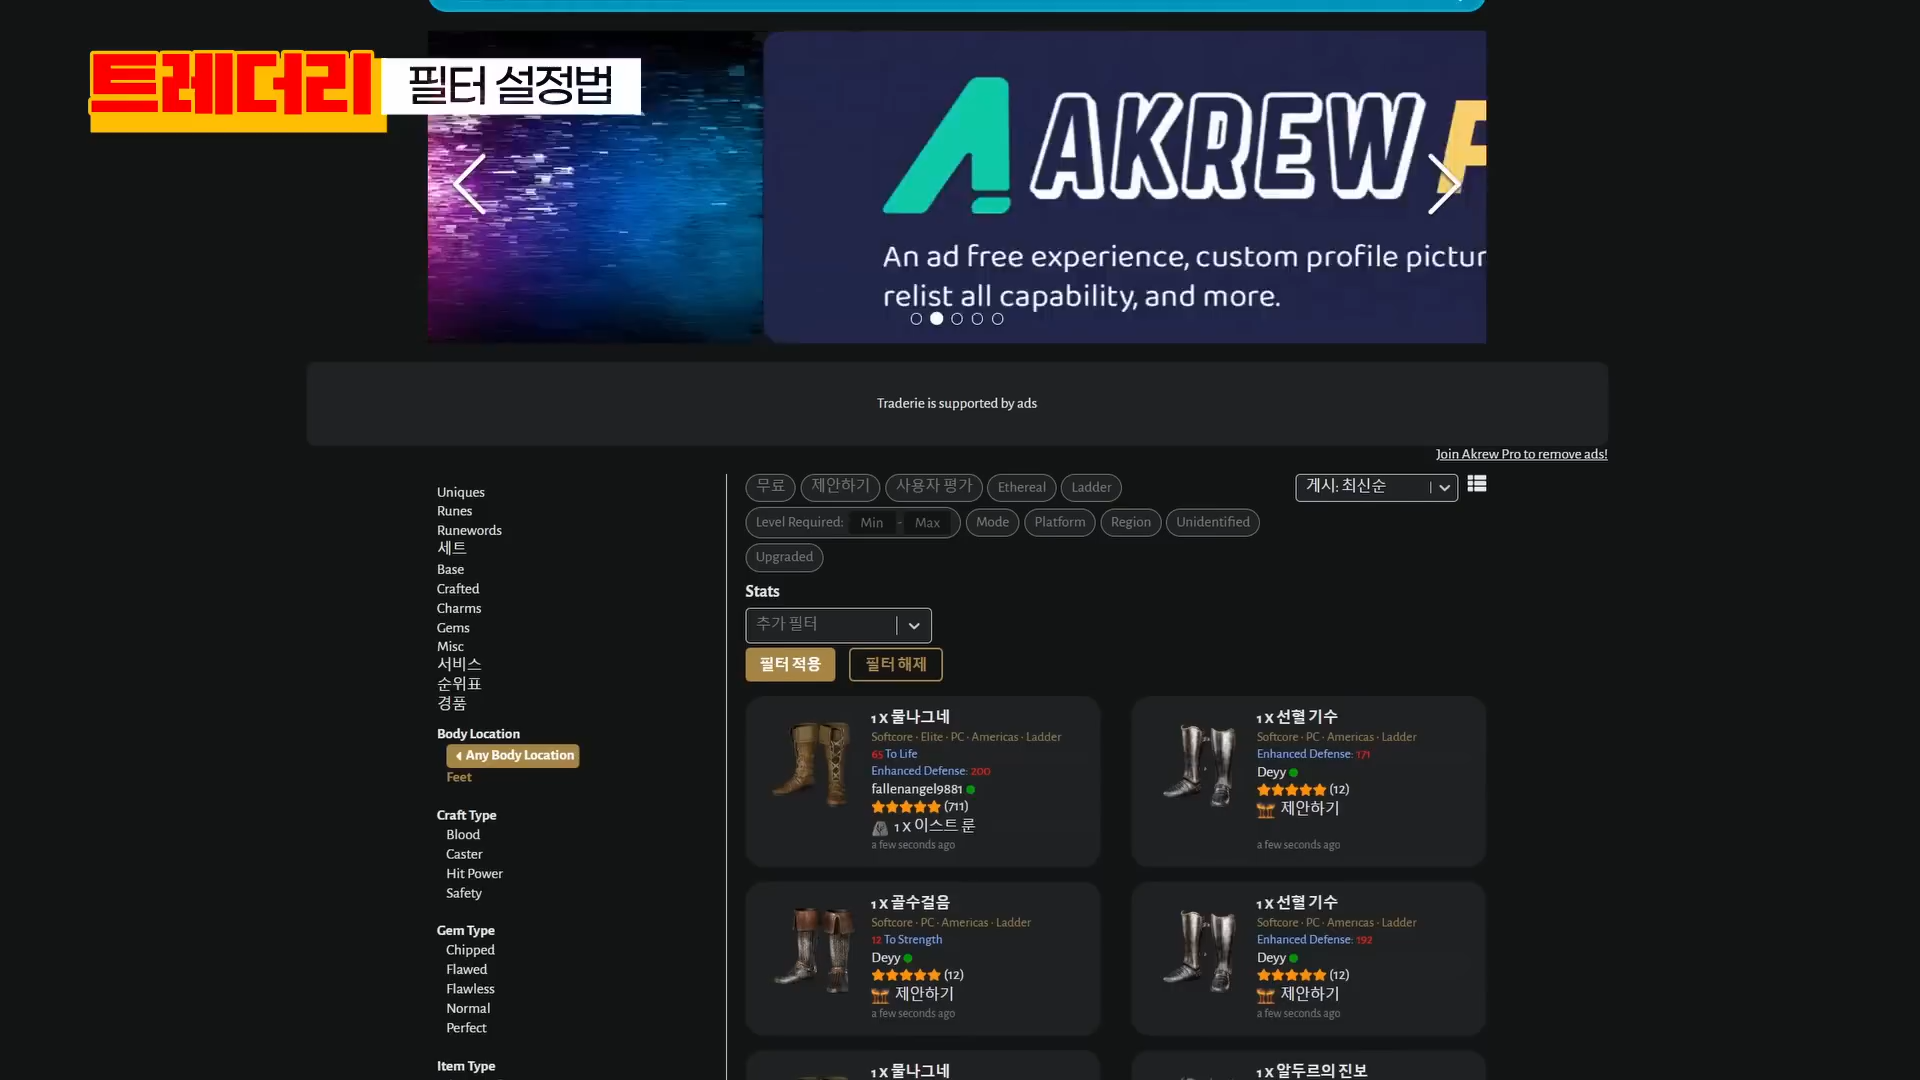 트레더리 필터 설정법
AKREW
An ad free experience, custom profile pictur
relist all capability, and more.
Traderie is supported by ads
Join Akrew Pro to remove ads!
Uniques
Runes
Runewords
세트
Base
Crafted
Charms
Gems
Misc
서비스
순위표
경품
Body Location
Any Body Location
Feet
Craft Type
Blood
Caster
Hit Power
Safety
Gem Type
Chipped
Flawed
Flawless
Normal
Perfect
Item Type
무료 제안하기 사용자 평가 Ethereal Ladder
게시: 최신순
Level Required: Min - Max Mode Platform Region Unidentified
Upgraded
Stats
추가 필터
필터 적용 필터 해제
1 X 물나그네
Softcore · Elite · PC · Americas · Ladder
65 To Life
Enhanced Defense: 200
fallenangel9881
(711)
1 X 이스트 룬
a few seconds ago
1 X 선혈 기수
Softcore · PC · Americas · Ladder
Enhanced Defense: 171
Deyy
(12)
제안하기
a few seconds ago
1 X 골수걸음
Softcore · PC · Americas · Ladder
12 To Strength
Deyy
(12)
제안하기
a few seconds ago
1 X 선혈 기수
Softcore · PC · Americas · Ladder
Enhanced Defense: 192
Deyy
(12)
제안하기
a few seconds ago
1 X 물나그네
1 X 알두르의 진보